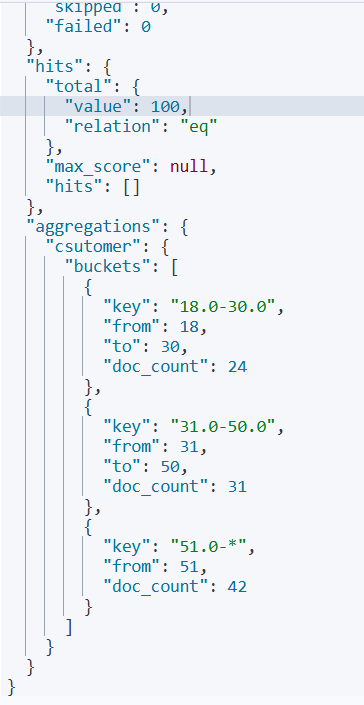 "skipped": 0,
"failed": 0
},
"hits": {
"total": {
"value": 100,
"relation": "eq"
},
"max_score": null,
"hits": []
},
"aggregations": {
"csutomer": {
"buckets": [
{
"key": "18.0-30.0",
"from": 18,
"to": 30,
"doc_count": 24
},
{
"key": "31.0-50.0",
"from": 31,
"to": 50,
"doc_count": 31
},
{
"key": "51.0-*",
"from": 51,
"doc_count": 42
}
]
}
}
}